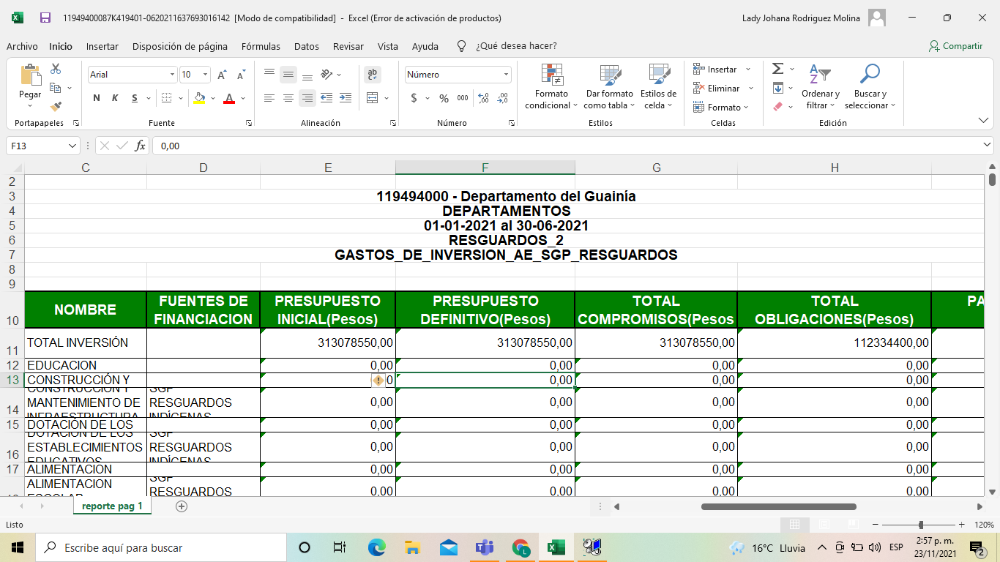 11949400087K419401-0620211637693016142 [Modo de compatibilidad] - Excel (Error de activación de productos)
Lady Johana Rodriguez Molina
Archivo Inicio Insertar Disposición de página Fórmulas Datos Revisar Vista Ayuda ¿Qué desea hacer? Compartir
Pegar
Portapapeles
Arial 10
N K S
Fuente
ab
Alineación
Número
$ % 000
Número
Formato condicional
Dar formato como tabla
Estilos de celda
Estilos
Insertar
Eliminar
Formato
Celdas
Ordenar y filtrar
Buscar y seleccionar
Edición
F13 fx 0,00
C D E F G H
2
3 119494000 - Departamento del Guainía
4 DEPARTAMENTOS
5 01-01-2021 al 30-06-2021
6 RESGUARDOS_2
7 GASTOS_DE_INVERSION_AE_SGP_RESGUARDOS
8
9
10 NOMBRE FUENTES DE FINANCIACION PRESUPUESTO INICIAL(Pesos) PRESUPUESTO DEFINITIVO(Pesos) TOTAL COMPROMISOS(Pesos TOTAL OBLIGACIONES(Pesos) PA
11 TOTAL INVERSIÓN 313078550,00 313078550,00 313078550,00 112334400,00
12 EDUCACION 0,00 0,00 0,00 0,00
13 CONSTRUCCIÓN Y 0 0,00 0,00 0,00
14 CONSTRUCCIÓN Y MANTENIMIENTO DE INFRAESTRUCTURA SGP RESGUARDOS INDÍGENAS 0,00 0,00 0,00 0,00
15 DOTACIÓN DE LOS 0,00 0,00 0,00 0,00
16 DOTACIÓN DE LOS ESTABLECIMIENTOS EDUCATIVOS SGP RESGUARDOS INDÍGENAS 0,00 0,00 0,00 0,00
17 ALIMENTACION 0,00 0,00 0,00 0,00
ALIMENTACION ESCOLAR SGP RESGUARDOS 0,00 0,00 0,00 0,00
reporte pag 1
Listo
120%
Escribe aquí para buscar
16°C Lluvia
ESP
2:57 p. m.
23/11/2021
2